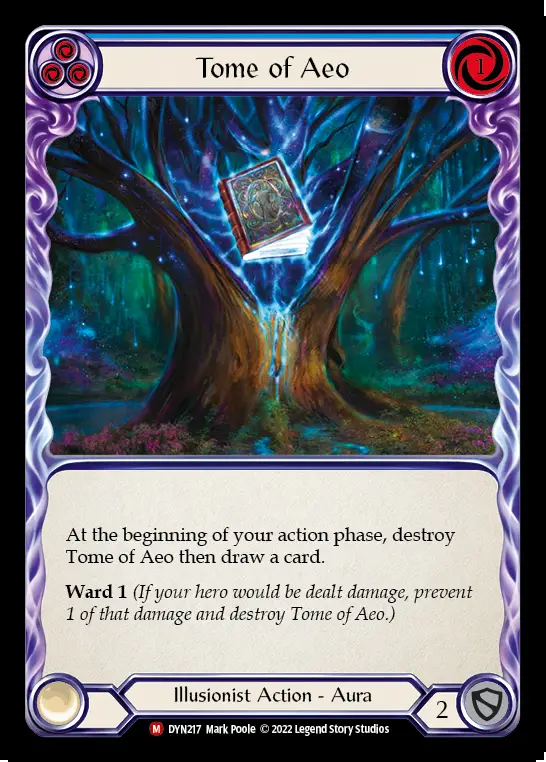 Tome of Aeo
1
At the beginning of your action phase, destroy
Tome of Aeo then draw a card.
Ward 1 (If your hero would be dealt damage, prevent
1 of that damage and destroy Tome of Aeo.)
Illusionist Action - Aura
2
M DYN217 Mark Poole © 2022 Legend Story Studios